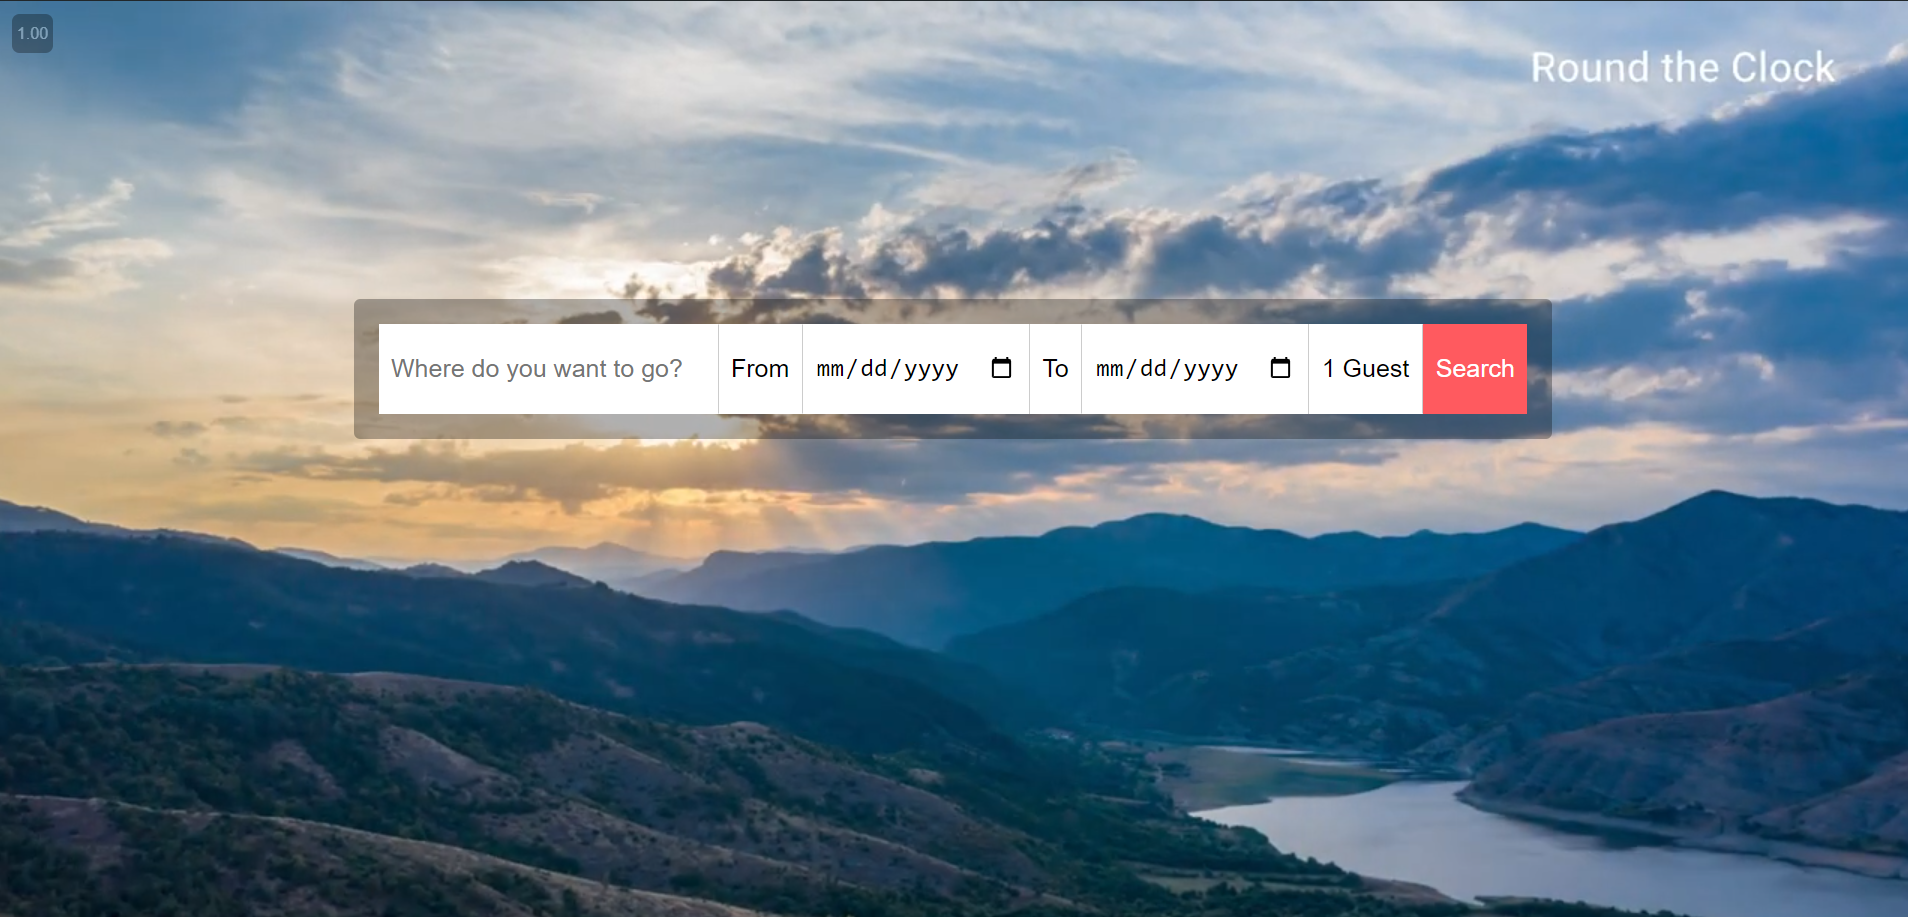 1.00
Round the Clock
Where do you want to go? From mm/dd/yyyy To mm/dd/yyyy 1 Guest Search